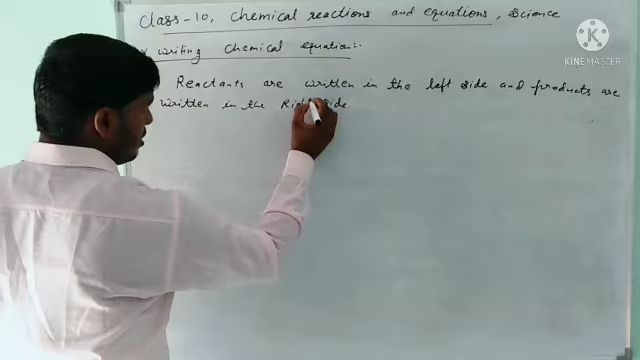 Class-10, Chemical reactions and equations, Science
* Writing Chemical equation:-
Reactants are written in the left side and products are
written in the Right side.
KINEMASTER